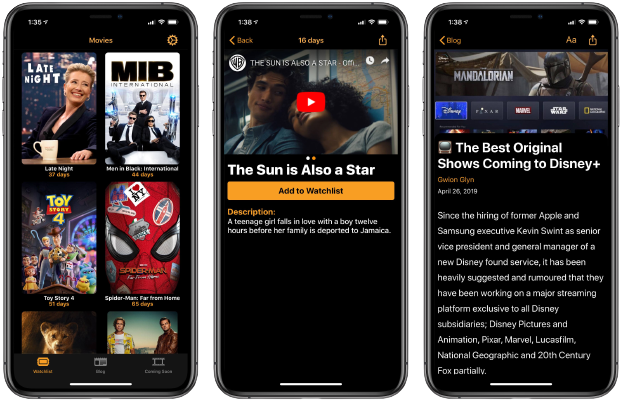 1:35
Movies
LATE NIGHT
MIB
INTERNATIONAL
Late Night
37 days
Men in Black: International
44 days
TOY STORY
4
I ♥ NY
SPIDER-MAN
FAR FROM HOME
Toy Story 4
51 days
Spider-Man: Far from Home
65 days
Watchlist
Blog
Coming Soon
1:38
Back
16 days
THE SUN IS ALSO A STAR - Offi...
The Sun is Also a Star
Add to Watchlist
Description:
A teenage girl falls in love with a boy twelve
hours before her family is deported to Jamaica.
1:38
Blog
Aa
THE
MANDALORIAN
Disney
PIXAR
MARVEL
STAR WARS
NATIONAL GEOGRAPHIC
The Best Original
Shows Coming to Disney+
Gwion Glyn
April 26, 2019
Since the hiring of former Apple and
Samsung executive Kevin Swint as senior
vice president and general manager of a
new Disney found service, it has been
heavily suggested and rumoured that they
have been working on a major streaming
platform exclusive to all Disney
subsidiaries; Disney Pictures and
Animation, Pixar, Marvel, Lucasfilm,
National Geographic and 20th Century
Fox partially.